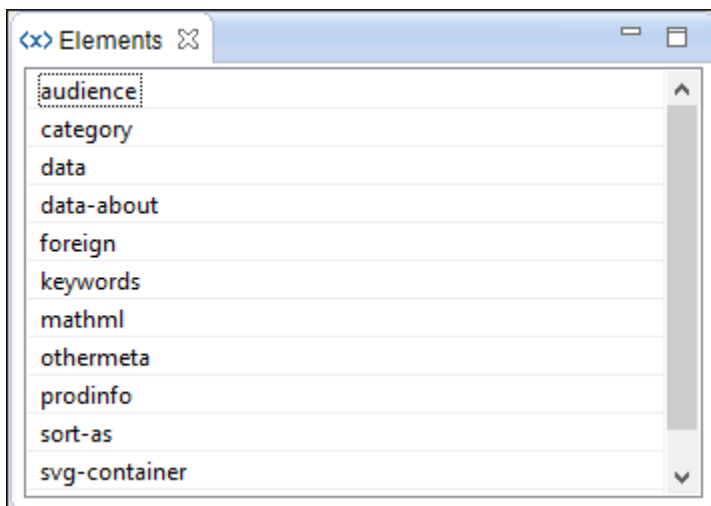 <x> Elements
audience
category
data
data-about
foreign
keywords
mathml
othermeta
prodinfo
sort-as
svg-container